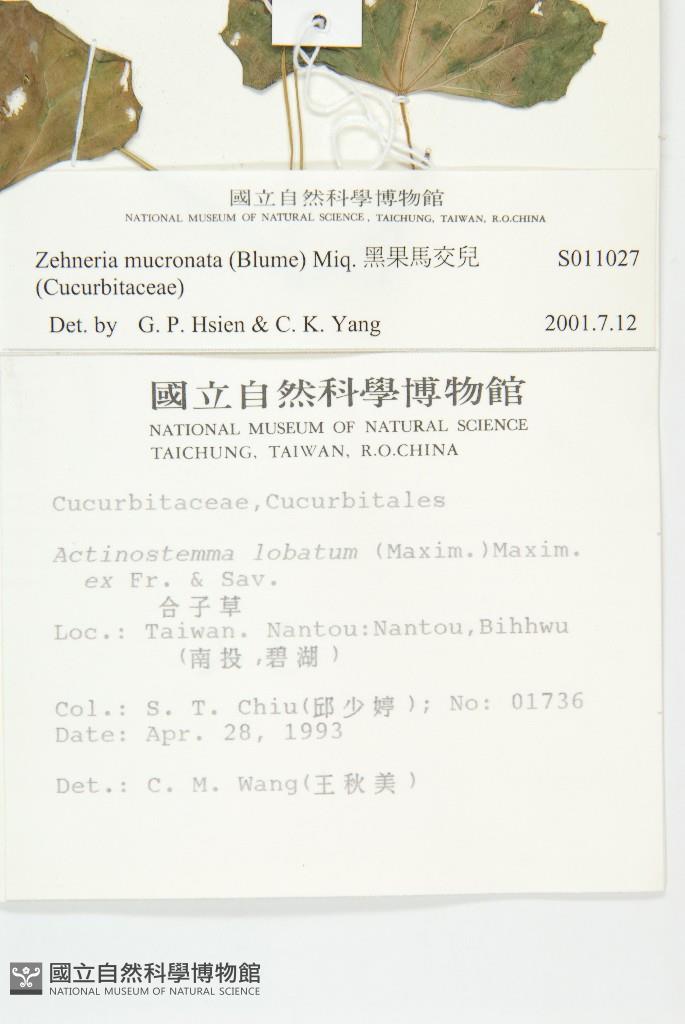 國立自然科學博物館
NATIONAL MUSEUM OF NATURAL SCIENCE, TAICHUNG, TAIWAN, R.O.CHINA
Zehneria mucronata (Blume) Miq. 黑果馬交兒 S011027
(Cucurbitaceae)
Det. by G. P. Hsien & C. K. Yang 2001.7.12
國立自然科學博物館
NATIONAL MUSEUM OF NATURAL SCIENCE
TAICHUNG, TAIWAN, R.O.CHINA
Cucurbitaceae,Cucurbitales
Actinostemma lobatum (Maxim.)Maxim.
ex Fr. & Sav.
合子草
Loc.: Taiwan. Nantou:Nantou,Bihhwu
(南投,碧湖)
Col.: S. T. Chiu(邱少婷); No: 01736
Date: Apr. 28, 1993
Det.: C. M. Wang(王秋美)
國立自然科學博物館
NATIONAL MUSEUM OF NATURAL SCIENCE